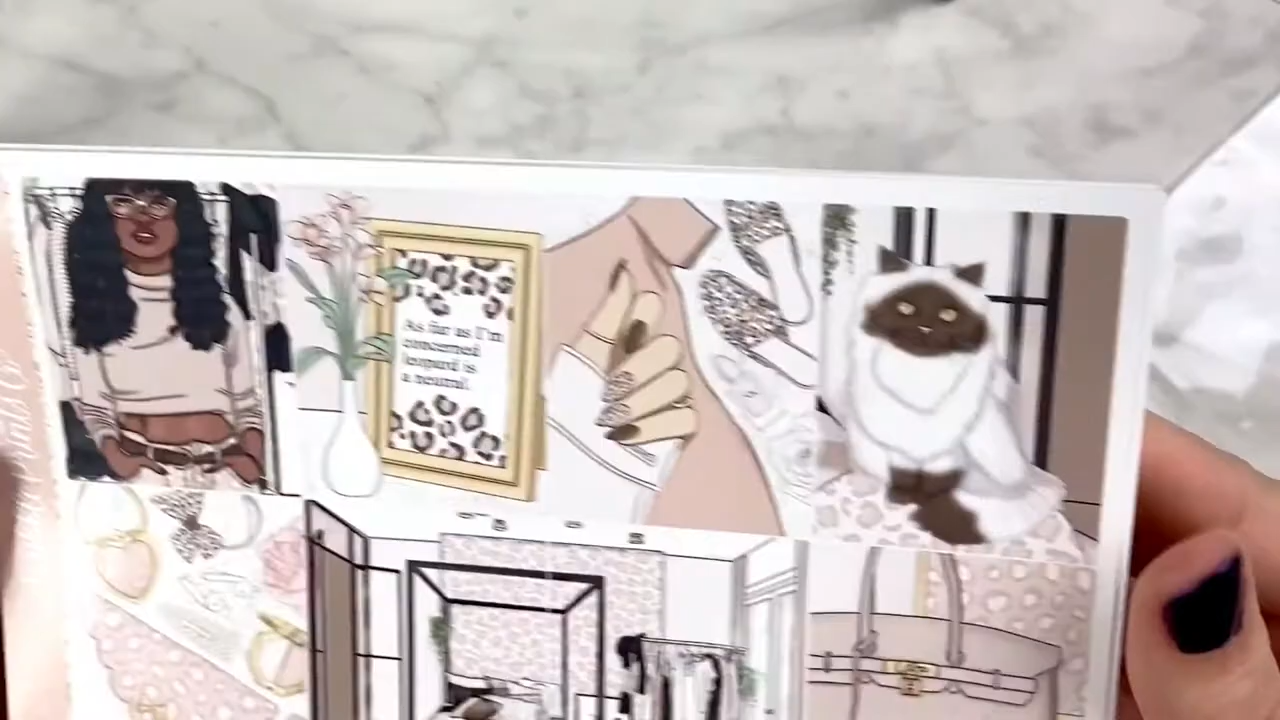 As far as I'm
concerned
leopard is
a neutral.